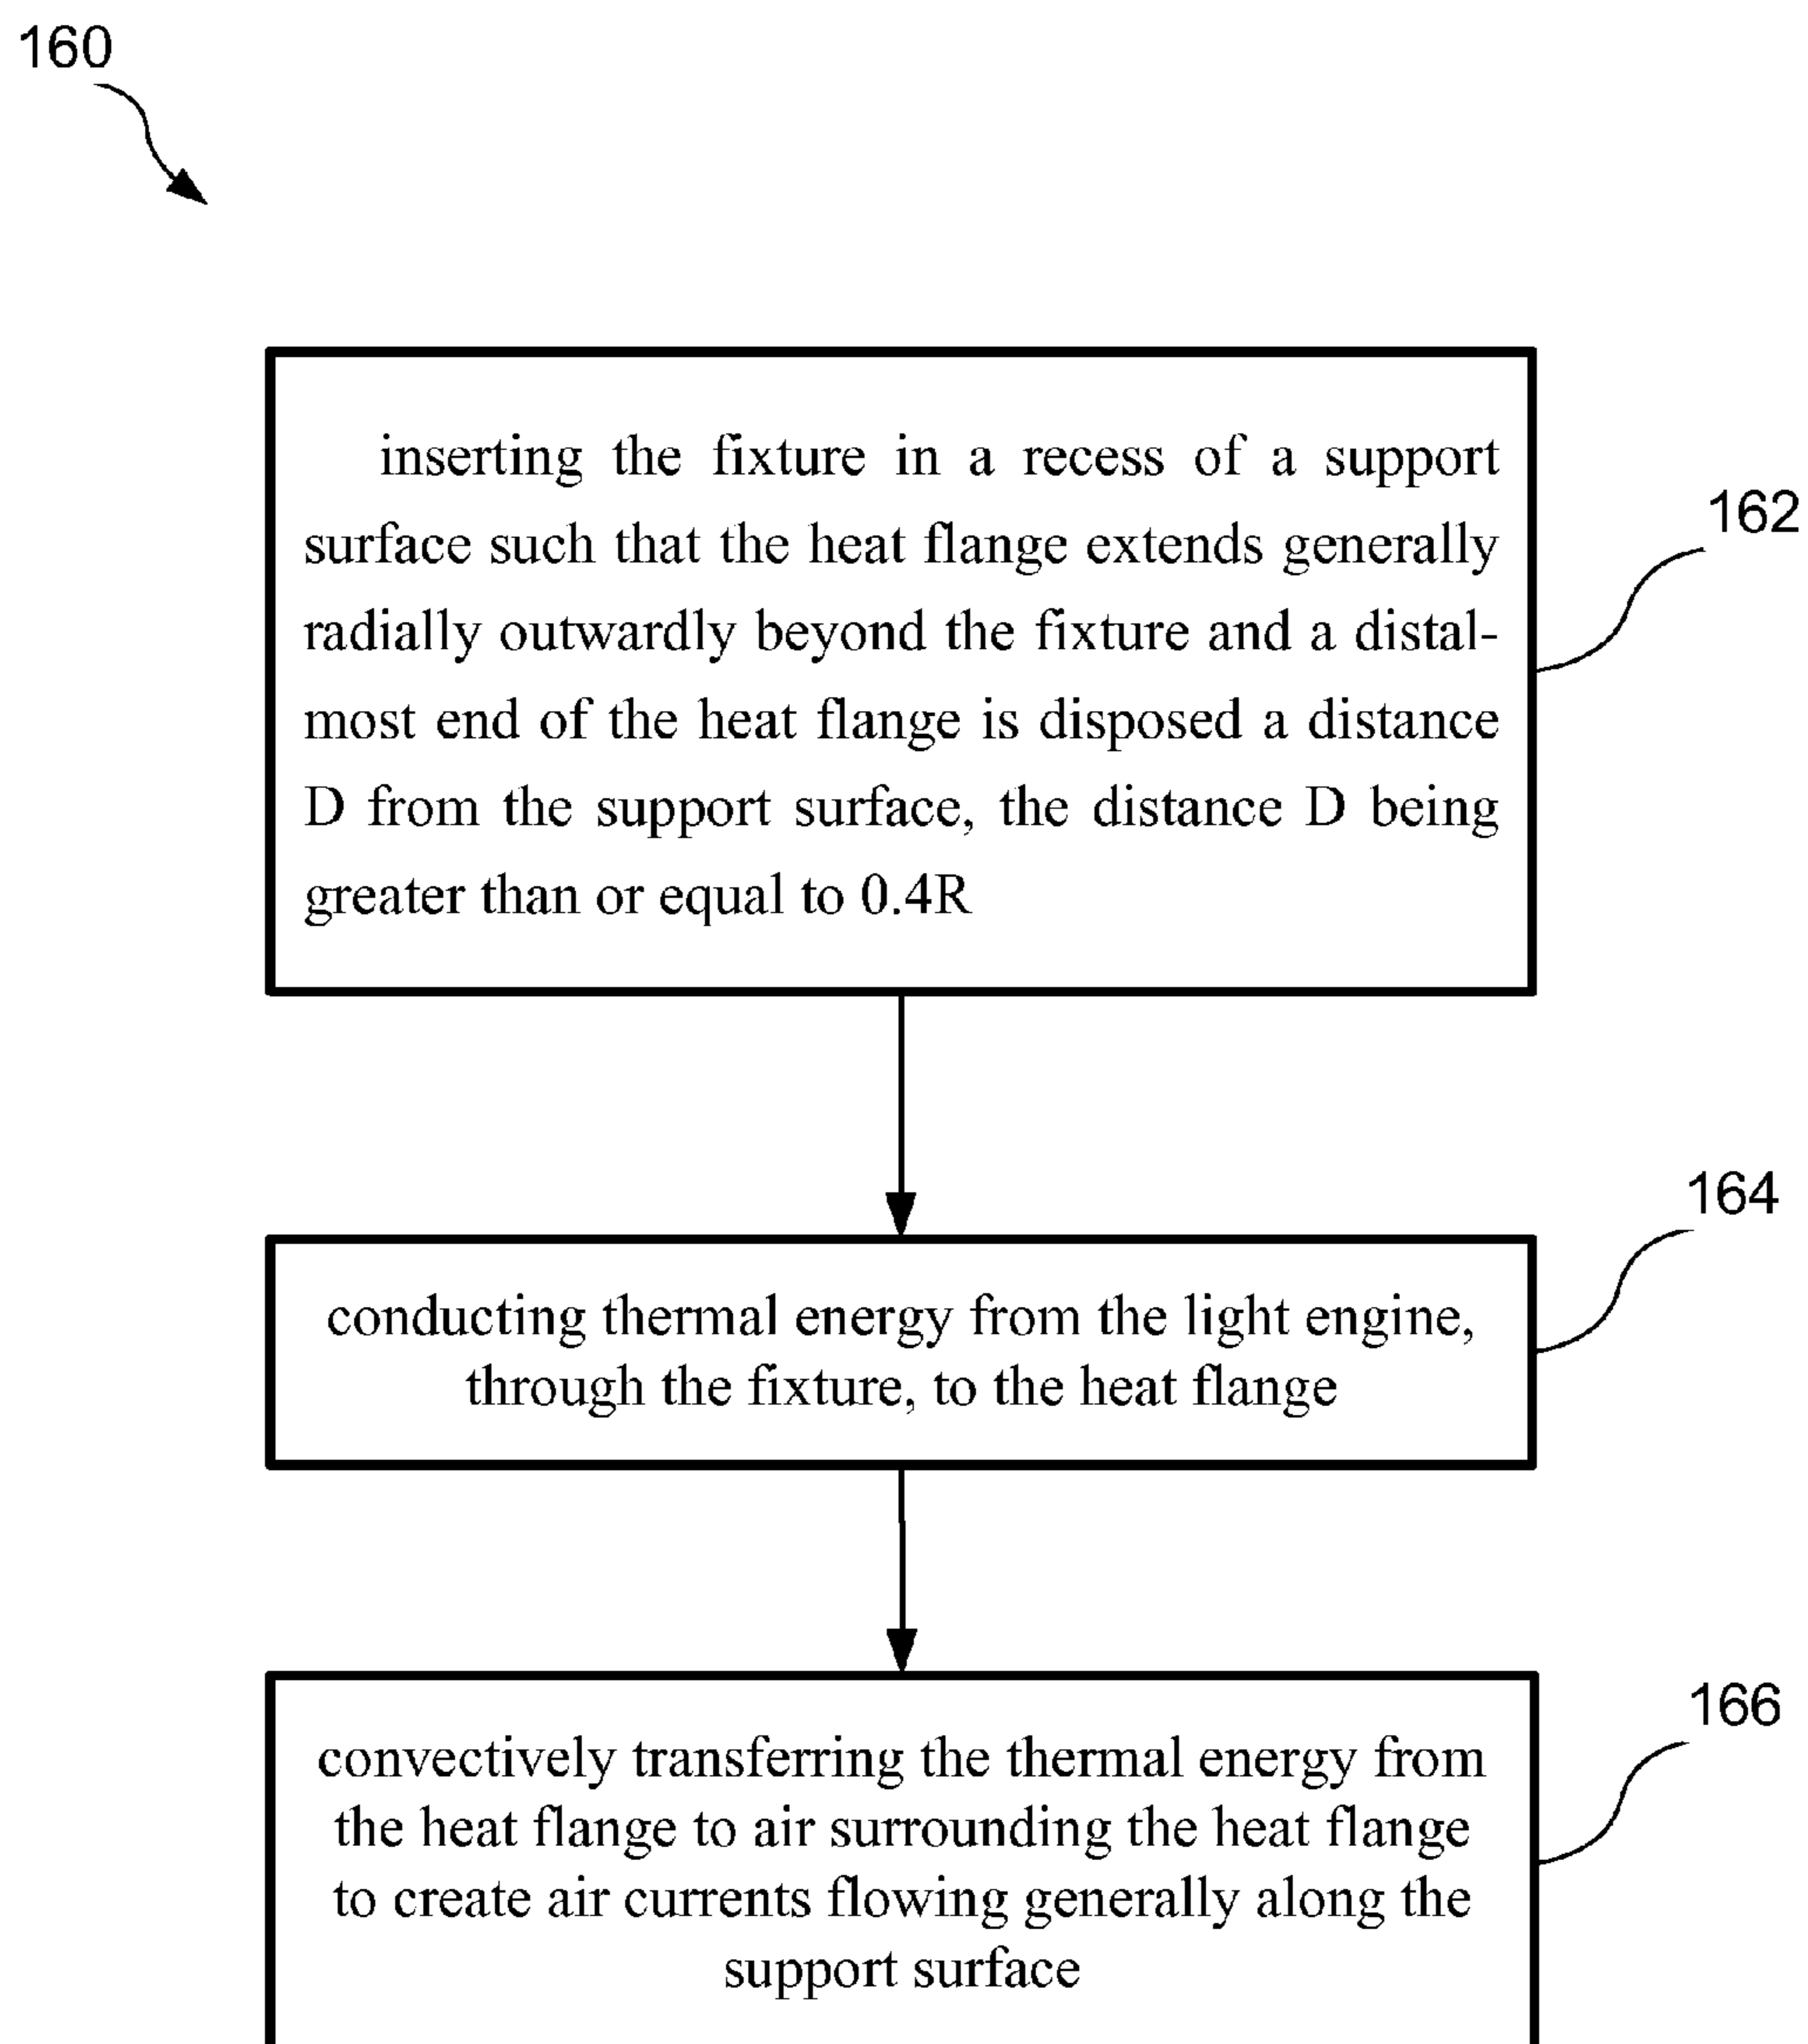 160
inserting the fixture in a recess of a support
surface such that the heat flange extends generally
radially outwardly beyond the fixture and a distal-
most end of the heat flange is disposed a distance
D from the support surface, the distance D being
greater than or equal to 0.4R
162
conducting thermal energy from the light engine,
through the fixture, to the heat flange
164
convectively transferring the thermal energy from
the heat flange to air surrounding the heat flange
to create air currents flowing generally along the
support surface
166